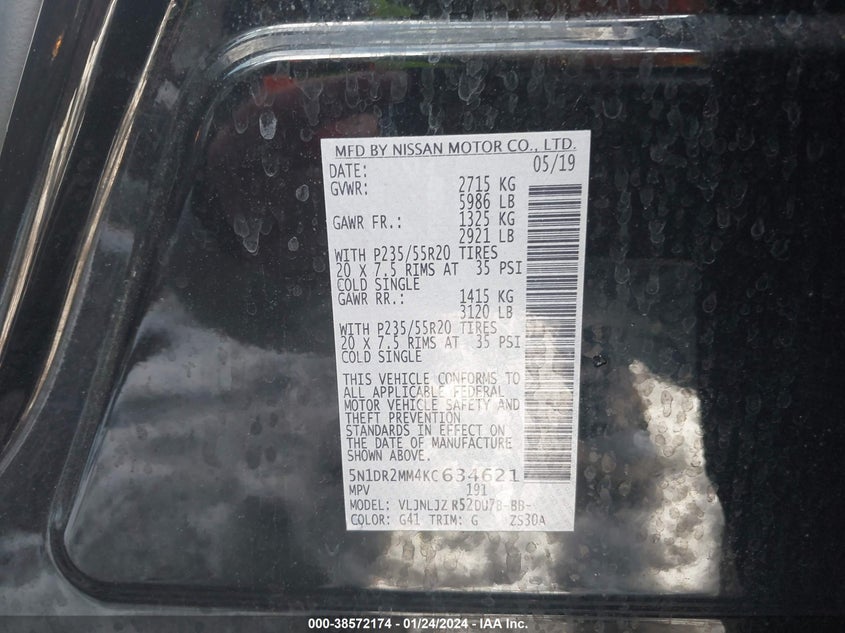 MFD BY NISSAN MOTOR CO., LTD.
DATE: 05/19
GVWR: 2715 KG
5986 LB
GAWR FR.: 1325 KG
2921 LB
WITH P235/55R20 TIRES
20 X 7.5 RIMS AT 35 PSI
COLD SINGLE
GAWR RR.: 1415 KG
3120 LB
WITH P235/55R20 TIRES
20 X 7.5 RIMS AT 35 PSI
COLD SINGLE
THIS VEHICLE CONFORMS TO
ALL APPLICABLE FEDERAL
MOTOR VEHICLE SAFETY AND
THEFT PREVENTION
STANDARDS IN EFFECT ON
THE DATE OF MANUFACTURE
SHOWN ABOVE.
5N1DR2MM4KC634621
MPV 191
MODEL: VLJNLJZ R52DU7B-BB-
COLOR: G41 TRIM: G ZS30A
000-38572174 - 01/24/2024 - IAA Inc.